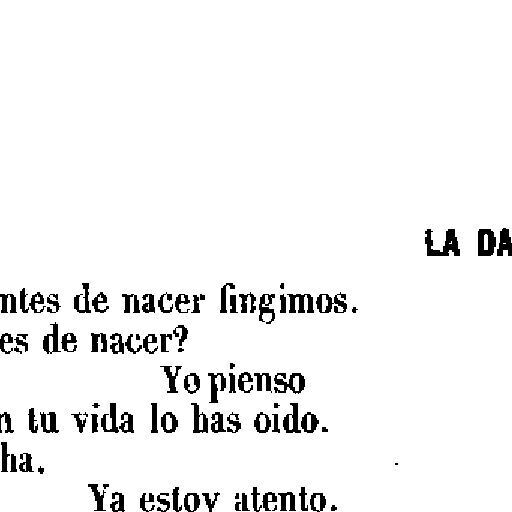 LA DA
ntes de nacer fingimos.
es de nacer?
Yo pienso
n tu vida lo has oido.
ha.
Ya estoy atento.